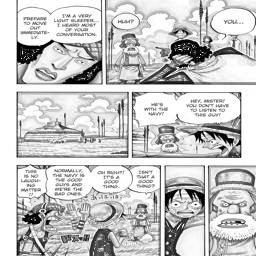 YOU...
HUH?
I'M A VERY
LIGHT
SLEEPER...
I HEARD
MOST OF YOUR
CONVERSATION.
PREPARE
TO MOVE
OUT
IMMEDIATE-
LY.
HEY, MISTER!
YOU DON'T
HAVE TO
LISTEN TO
THIS GUY!
HE'S
WITH THE
NAVY!
ISN'T
THAT A
GOOD
THING?
OH RIGHT!
IT'S A
GOOD
THING.
NORMALLY,
THE NAVY IS
THE GOOD
GUYS AND
WE'RE THE
BAD ONES.
THIS
IS NO
LAUGH-
ING
MATTER
!!